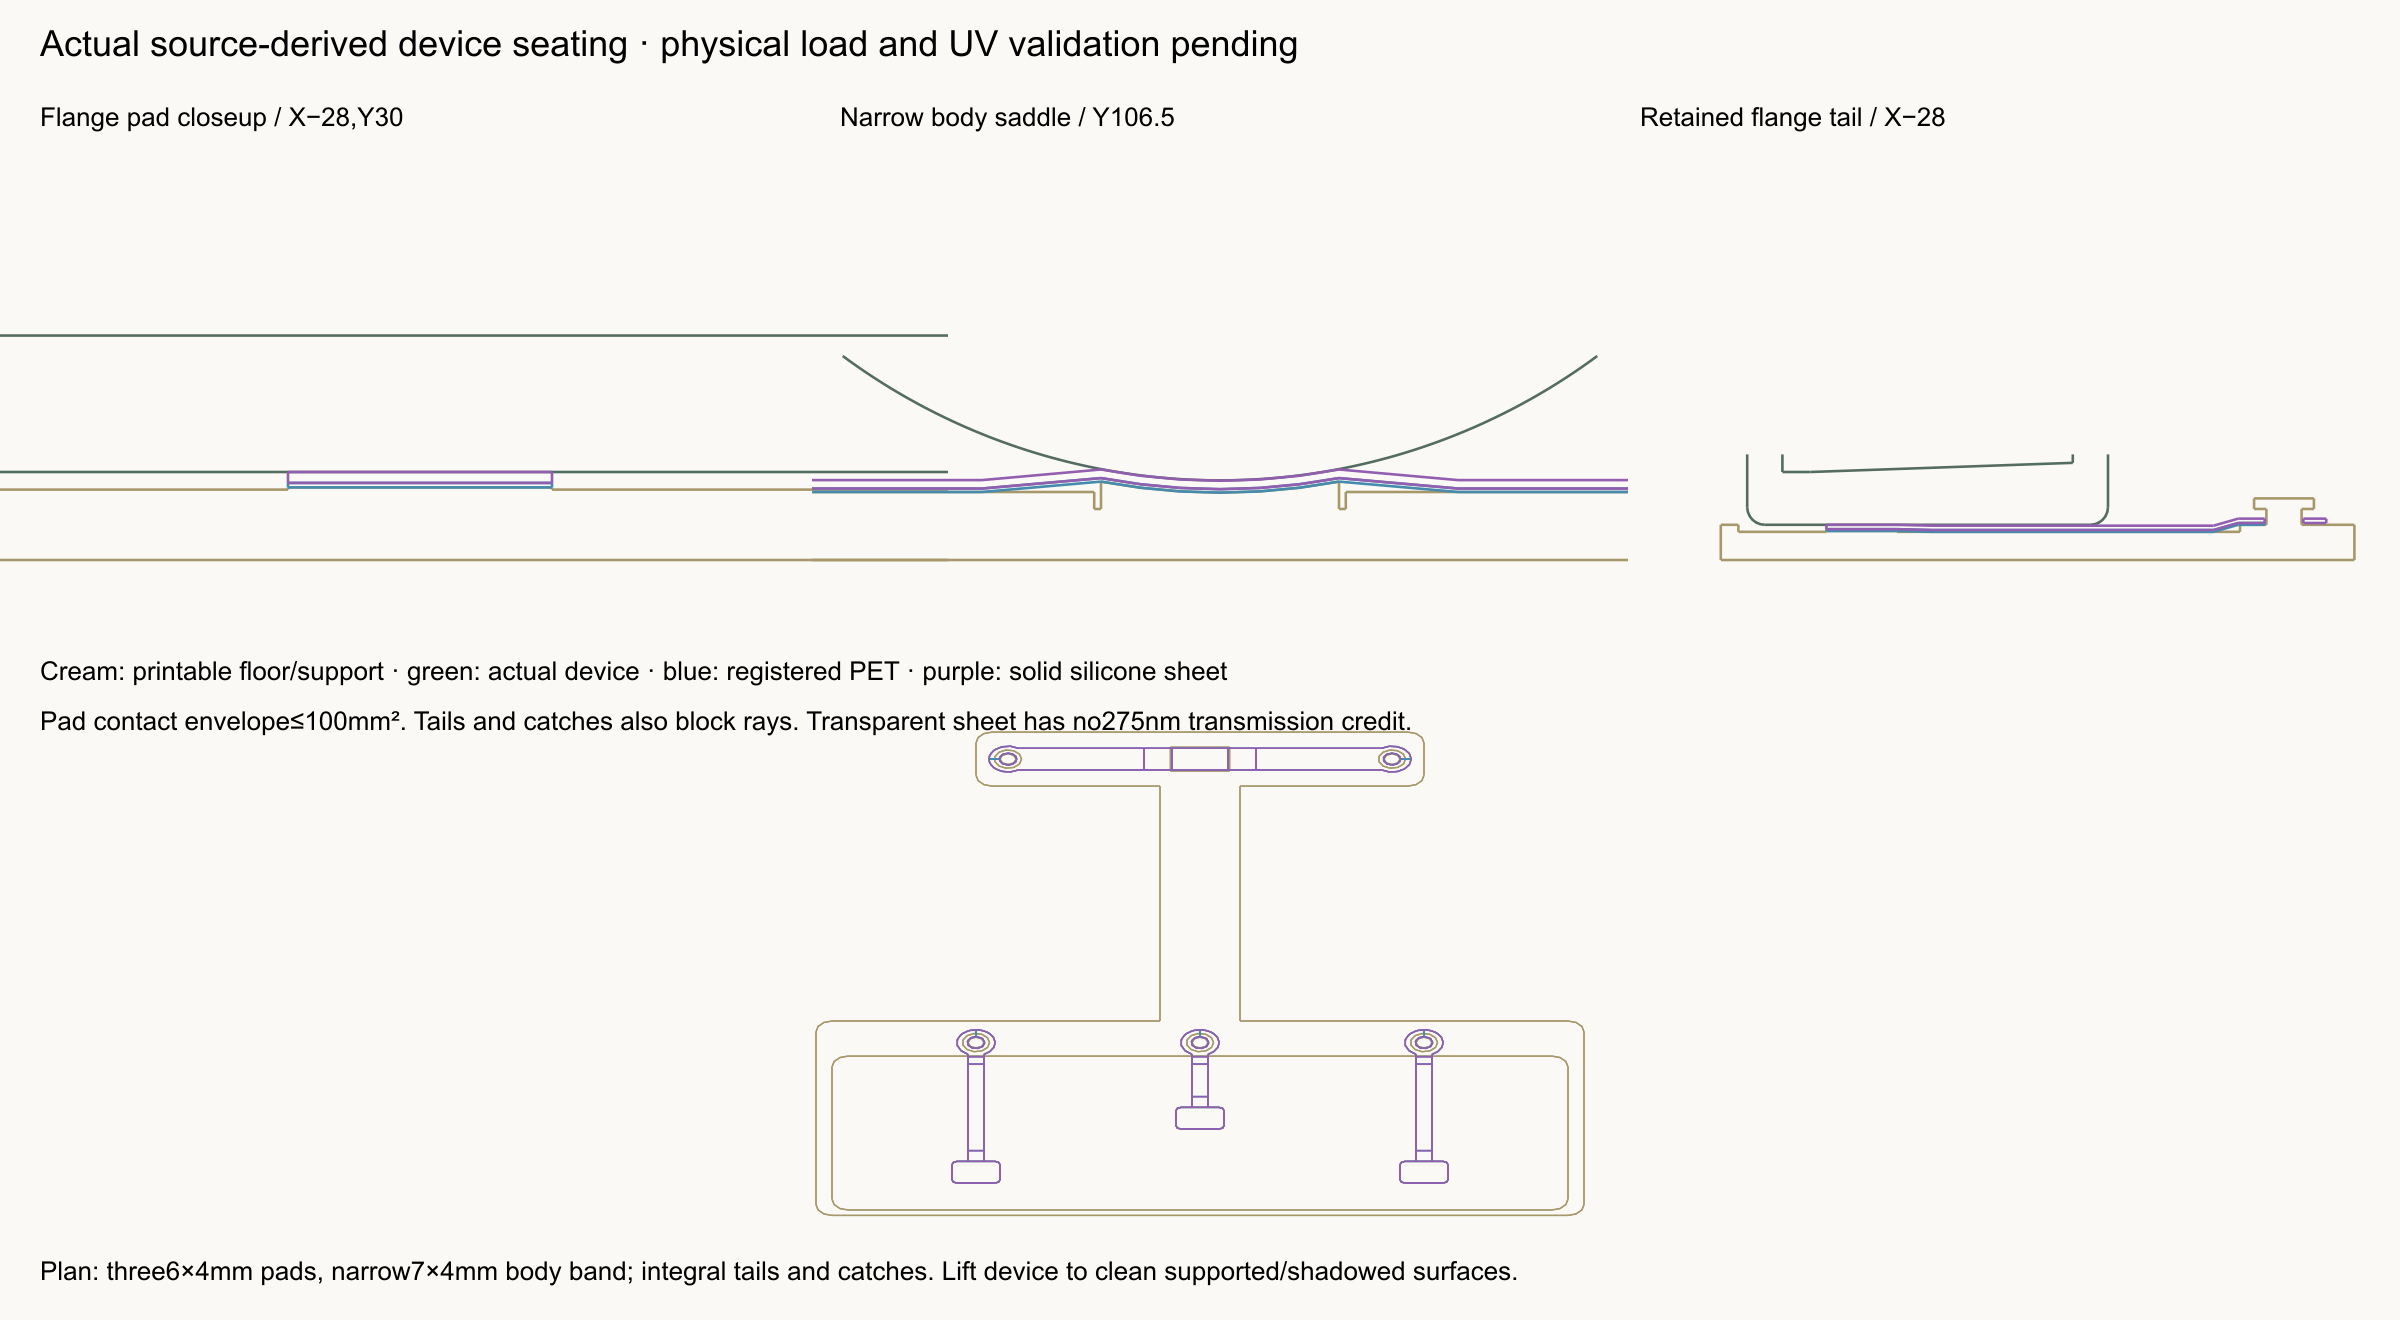 Actual source-derived device seating · physical load and UV validation pending
Flange pad closeup / X−28,Y30
Narrow body saddle / Y106.5
Retained flange tail / X−28
Cream: printable floor/support · green: actual device · blue: registered PET · purple: solid silicone sheet
Pad contact envelope≤100mm². Tails and catches also block rays. Transparent sheet has no275nm transmission credit.
Plan: three6×4mm pads, narrow7×4mm body band; integral tails and catches. Lift device to clean supported/shadowed surfaces.